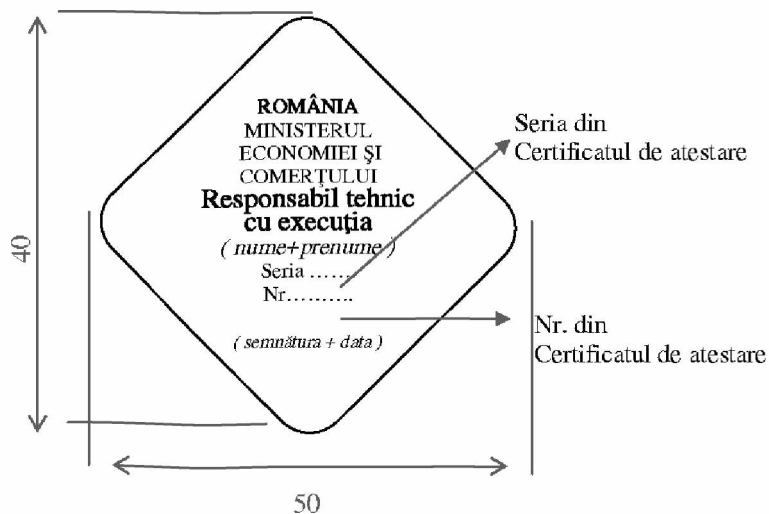 ROMÂNIA
MINISTERUL
ECONOMIEI ŞI
COMERŢULUI
Responsabil tehnic
cu execuţia
( nume+prenume )
Seria ……
Nr……….
( semnătura + data )
Seria din
Certificatul de atestare
Nr. din
Certificatul de atestare
40
50